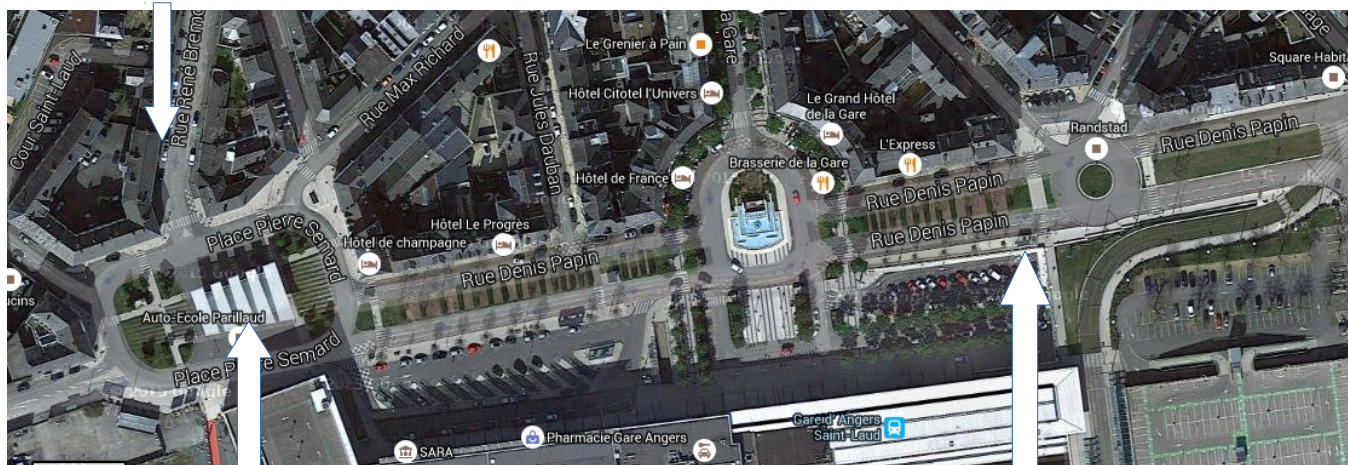 Cour Saint-Laud
Rue René Brémo
Rue Max Richard
Rue Jules Dauban
Le Grenier à Pain
a Gare
Hôtel Citotel l'Univers
Le Grand Hôtel
de la Gare
L'Express
Square Habita
Randstad
Rue Denis Papin
Brasserie de la Gare
Hôtel de France
Rue Denis Papin
Rue Denis Papin
Place Pierre Semard
Hôtel Le Progrès
Hôtel de champagne
Rue Denis Papin
ucins
Auto-Ecole Parillaud
Place Pierre Semard
Gare d'Angers
Saint-Laud
SARA
Pharmacie Gare Angers